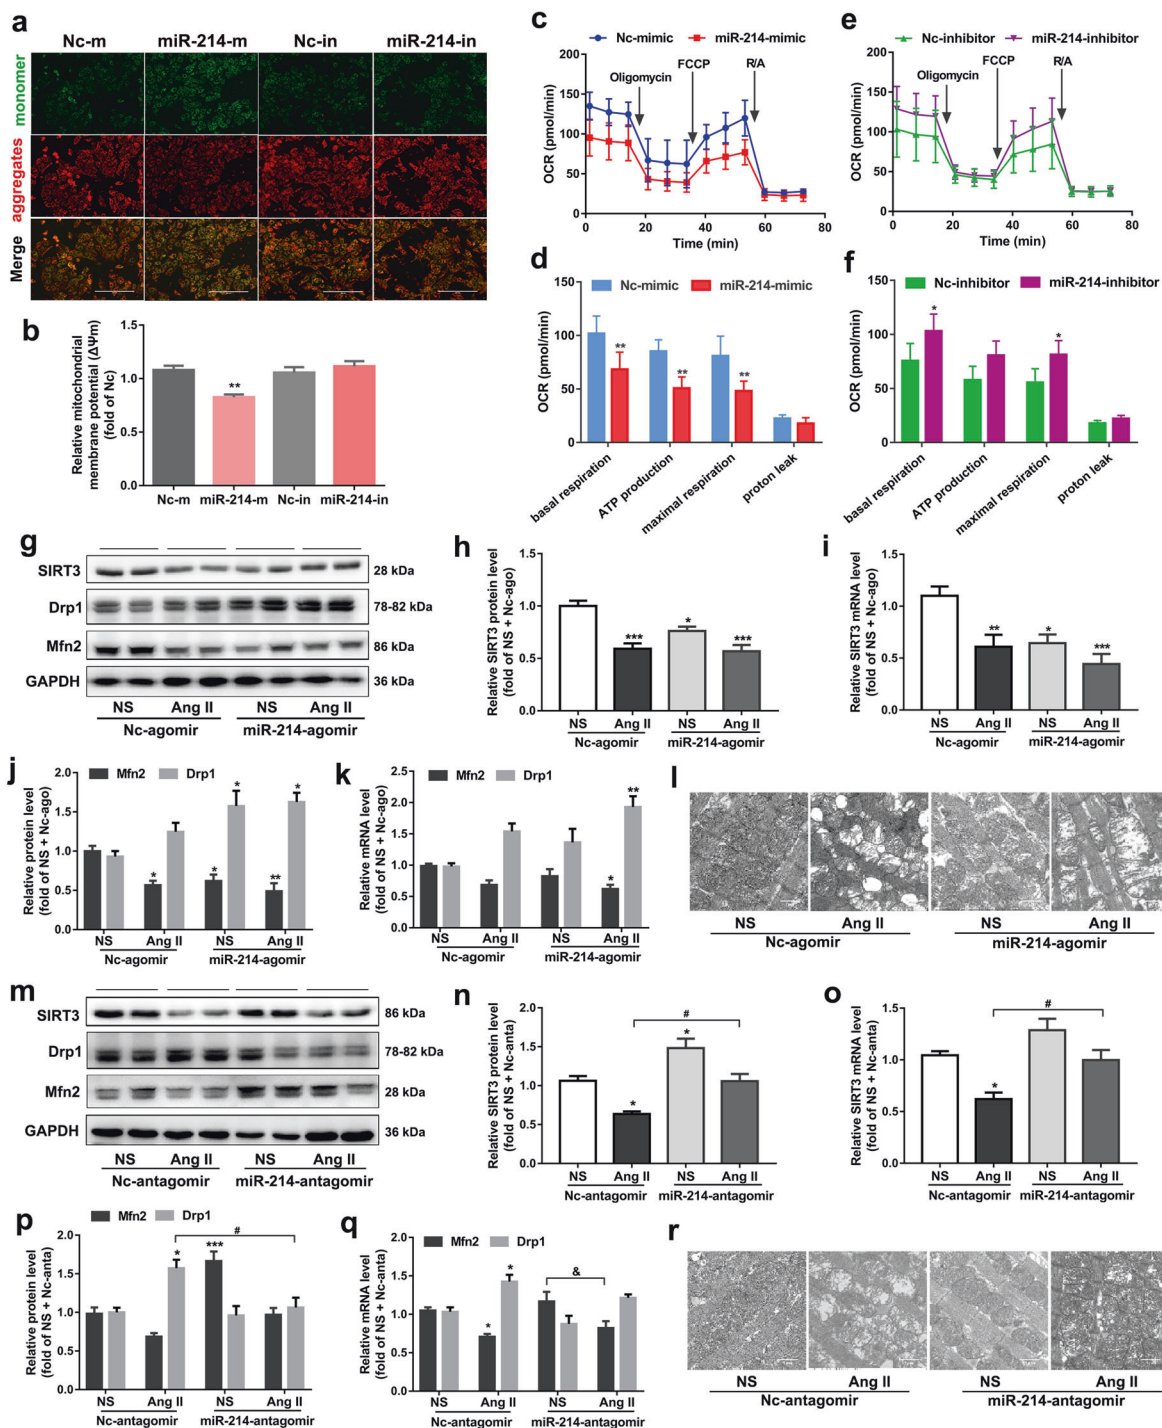 a
Nc-m miR-214-m Nc-in miR-214-in
monomer
aggregates
Merge
b
Relative mitochondrial
membrane potential (ΔΨm)
(fold of Nc)
1.5
1.0
0.5
0.0
**
Nc-m miR-214-m Nc-in miR-214-in
c
Nc-mimic miR-214-mimic
Oligomycin FCCP R/A
OCR (pmol/min)
200
150
100
50
0
0 20 40 60 80
Time (min)
e
Nc-inhibitor miR-214-inhibitor
Oligomycin FCCP R/A
OCR (pmol/min)
200
150
100
50
0
0 20 40 60 80
Time (min)
d
Nc-mimic miR-214-mimic
OCR (pmol/min)
150
100
50
0
** ** **
basal respiration ATP production maximal respiration proton leak
f
Nc-inhibitor miR-214-inhibitor
OCR (pmol/min)
150
100
50
0
* *
basal respiration ATP production maximal respiration proton leak
g
SIRT3 28 kDa
Drp1 78-82 kDa
Mfn2 86 kDa
GAPDH 36 kDa
NS Ang II NS Ang II
Nc-agomir miR-214-agomir
h
Relative SIRT3 protein level
(fold of NS + Nc-ago)
1.5
1.0
0.5
0.0
*** * ***
NS Ang II NS Ang II
Nc-agomir miR-214-agomir
i
Relative SIRT3 mRNA level
(fold of NS + Nc-ago)
1.5
1.0
0.5
0.0
** * ***
NS Ang II NS Ang II
Nc-agomir miR-214-agomir
j
Mfn2 Drp1
Relative protein level
(fold of NS + Nc-ago)
2.0
1.5
1.0
0.5
0.0
* * * ** *
NS Ang II NS Ang II
Nc-agomir miR-214-agomir
k
Mfn2 Drp1
Relative mRNA level
(fold of NS + Nc-ago)
2.5
2.0
1.5
1.0
0.5
0.0
* **
NS Ang II NS Ang II
Nc-agomir miR-214-agomir
l
NS Ang II NS Ang II
Nc-agomir miR-214-agomir
m
SIRT3 86 kDa
Drp1 78-82 kDa
Mfn2 28 kDa
GAPDH 36 kDa
NS Ang II NS Ang II
Nc-antagomir miR-214-antagomir
n
Relative SIRT3 protein level
(fold of NS + Nc-anta)
2.0
1.5
1.0
0.5
0.0
#
* *
NS Ang II NS Ang II
Nc-antagomir miR-214-antagomir
o
Relative SIRT3 mRNA level
(fold of NS + Nc-anta)
1.5
1.0
0.5
0.0
#
*
NS Ang II NS Ang II
Nc-antagomir miR-214-antagomir
p
Mfn2 Drp1
Relative protein level
(fold of NS + Nc-anta)
2.0
1.5
1.0
0.5
0.0
#
* ***
NS Ang II NS Ang II
Nc-antagomir miR-214-antagomir
q
Mfn2 Drp1
Relative mRNA level
(fold of NS + Nc-anta)
2.0
1.5
1.0
0.5
0.0
&
* *
NS Ang II NS Ang II
Nc-antagomir miR-214-antagomir
r
NS Ang II NS Ang II
Nc-antagomir miR-214-antagomir